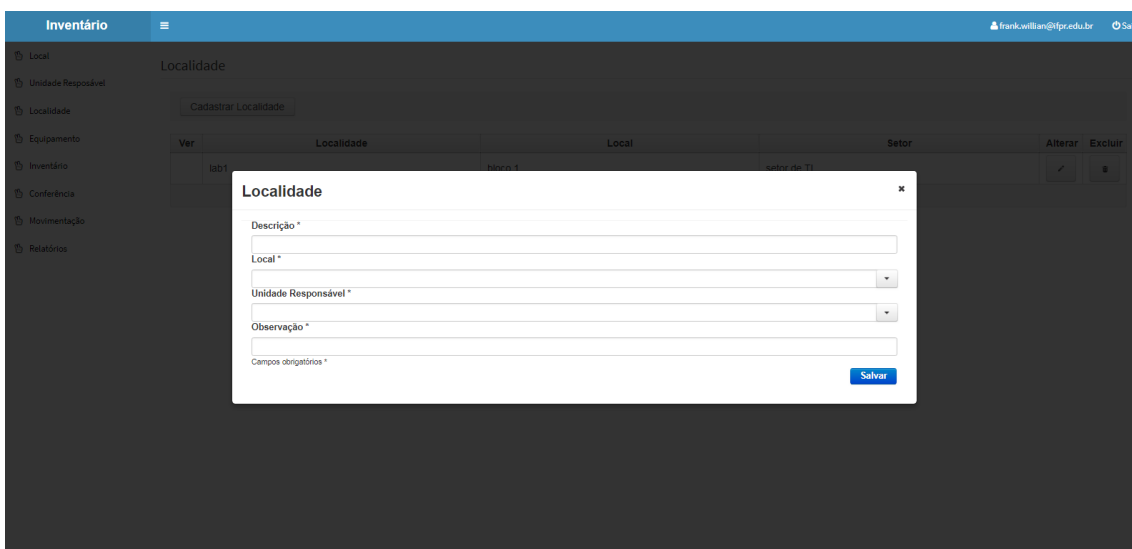 Inventário
frank.willian@ifpr.edu.br Sa
Local
Unidade Resposável
Localidade
Equipamento
Inventário
Conferência
Movimentação
Relatórios
Localidade
Cadastrar Localidade
Ver Localidade Local Setor Alterar Excluir
lab1 bloco 1 setor de TI
Localidade
Descrição *
Local *
Unidade Responsável *
Observação *
Campos obrigatórios *
Salvar